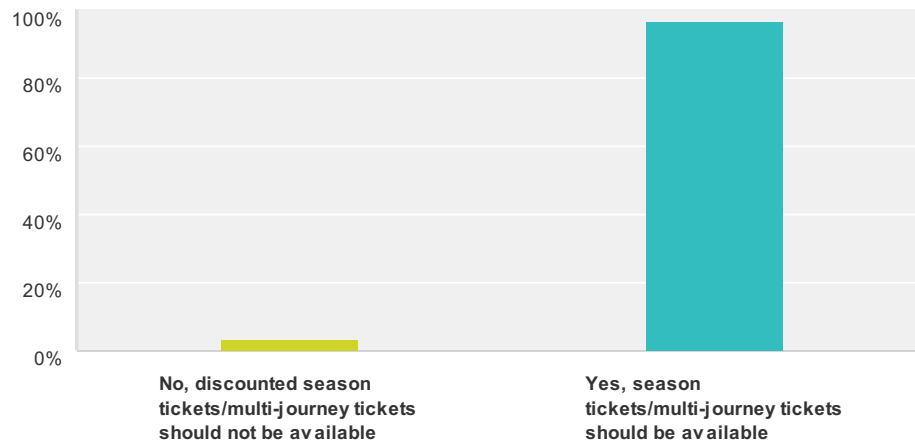 100%
80%
60%
40%
20%
0%
No, discounted season
tickets/multi-journey tickets
should not be available
Yes, season
tickets/multi-journey tickets
should be available